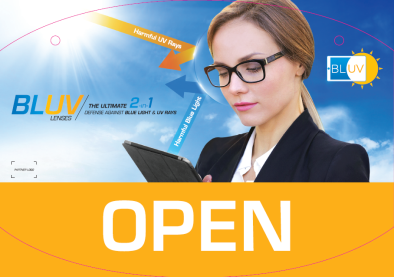 Harmful UV Rays
BLUV
BLUV
LENSES
THE ULTIMATE 2-in-1
DEFENSE AGAINST BLUE LIGHT & UV RAYS
Harmful Blue Light
OPEN